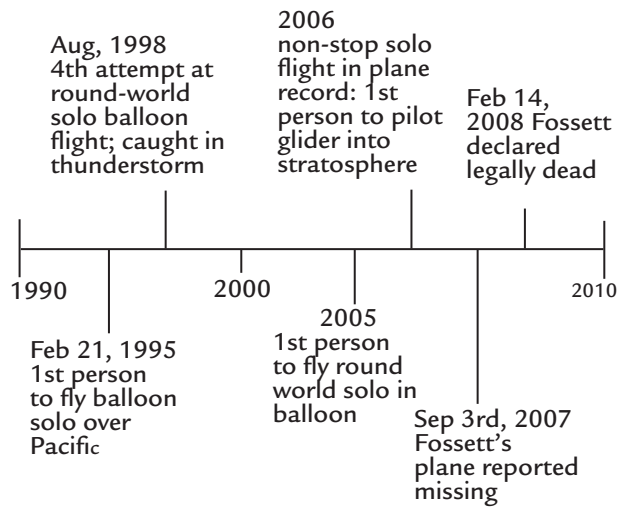 Aug, 1998
4th attempt at
round-world
solo balloon
flight; caught in
thunderstorm
2006
non-stop solo
flight in plane
record: 1st
person to pilot
glider into
stratosphere
Feb 14,
2008 Fossett
declared
legally dead
1990
2000
2010
Feb 21, 1995
1st person
to fly balloon
solo over
Pacific
2005
1st person
to fly round
world solo in
balloon
Sep 3rd, 2007
Fossett's
plane reported
missing